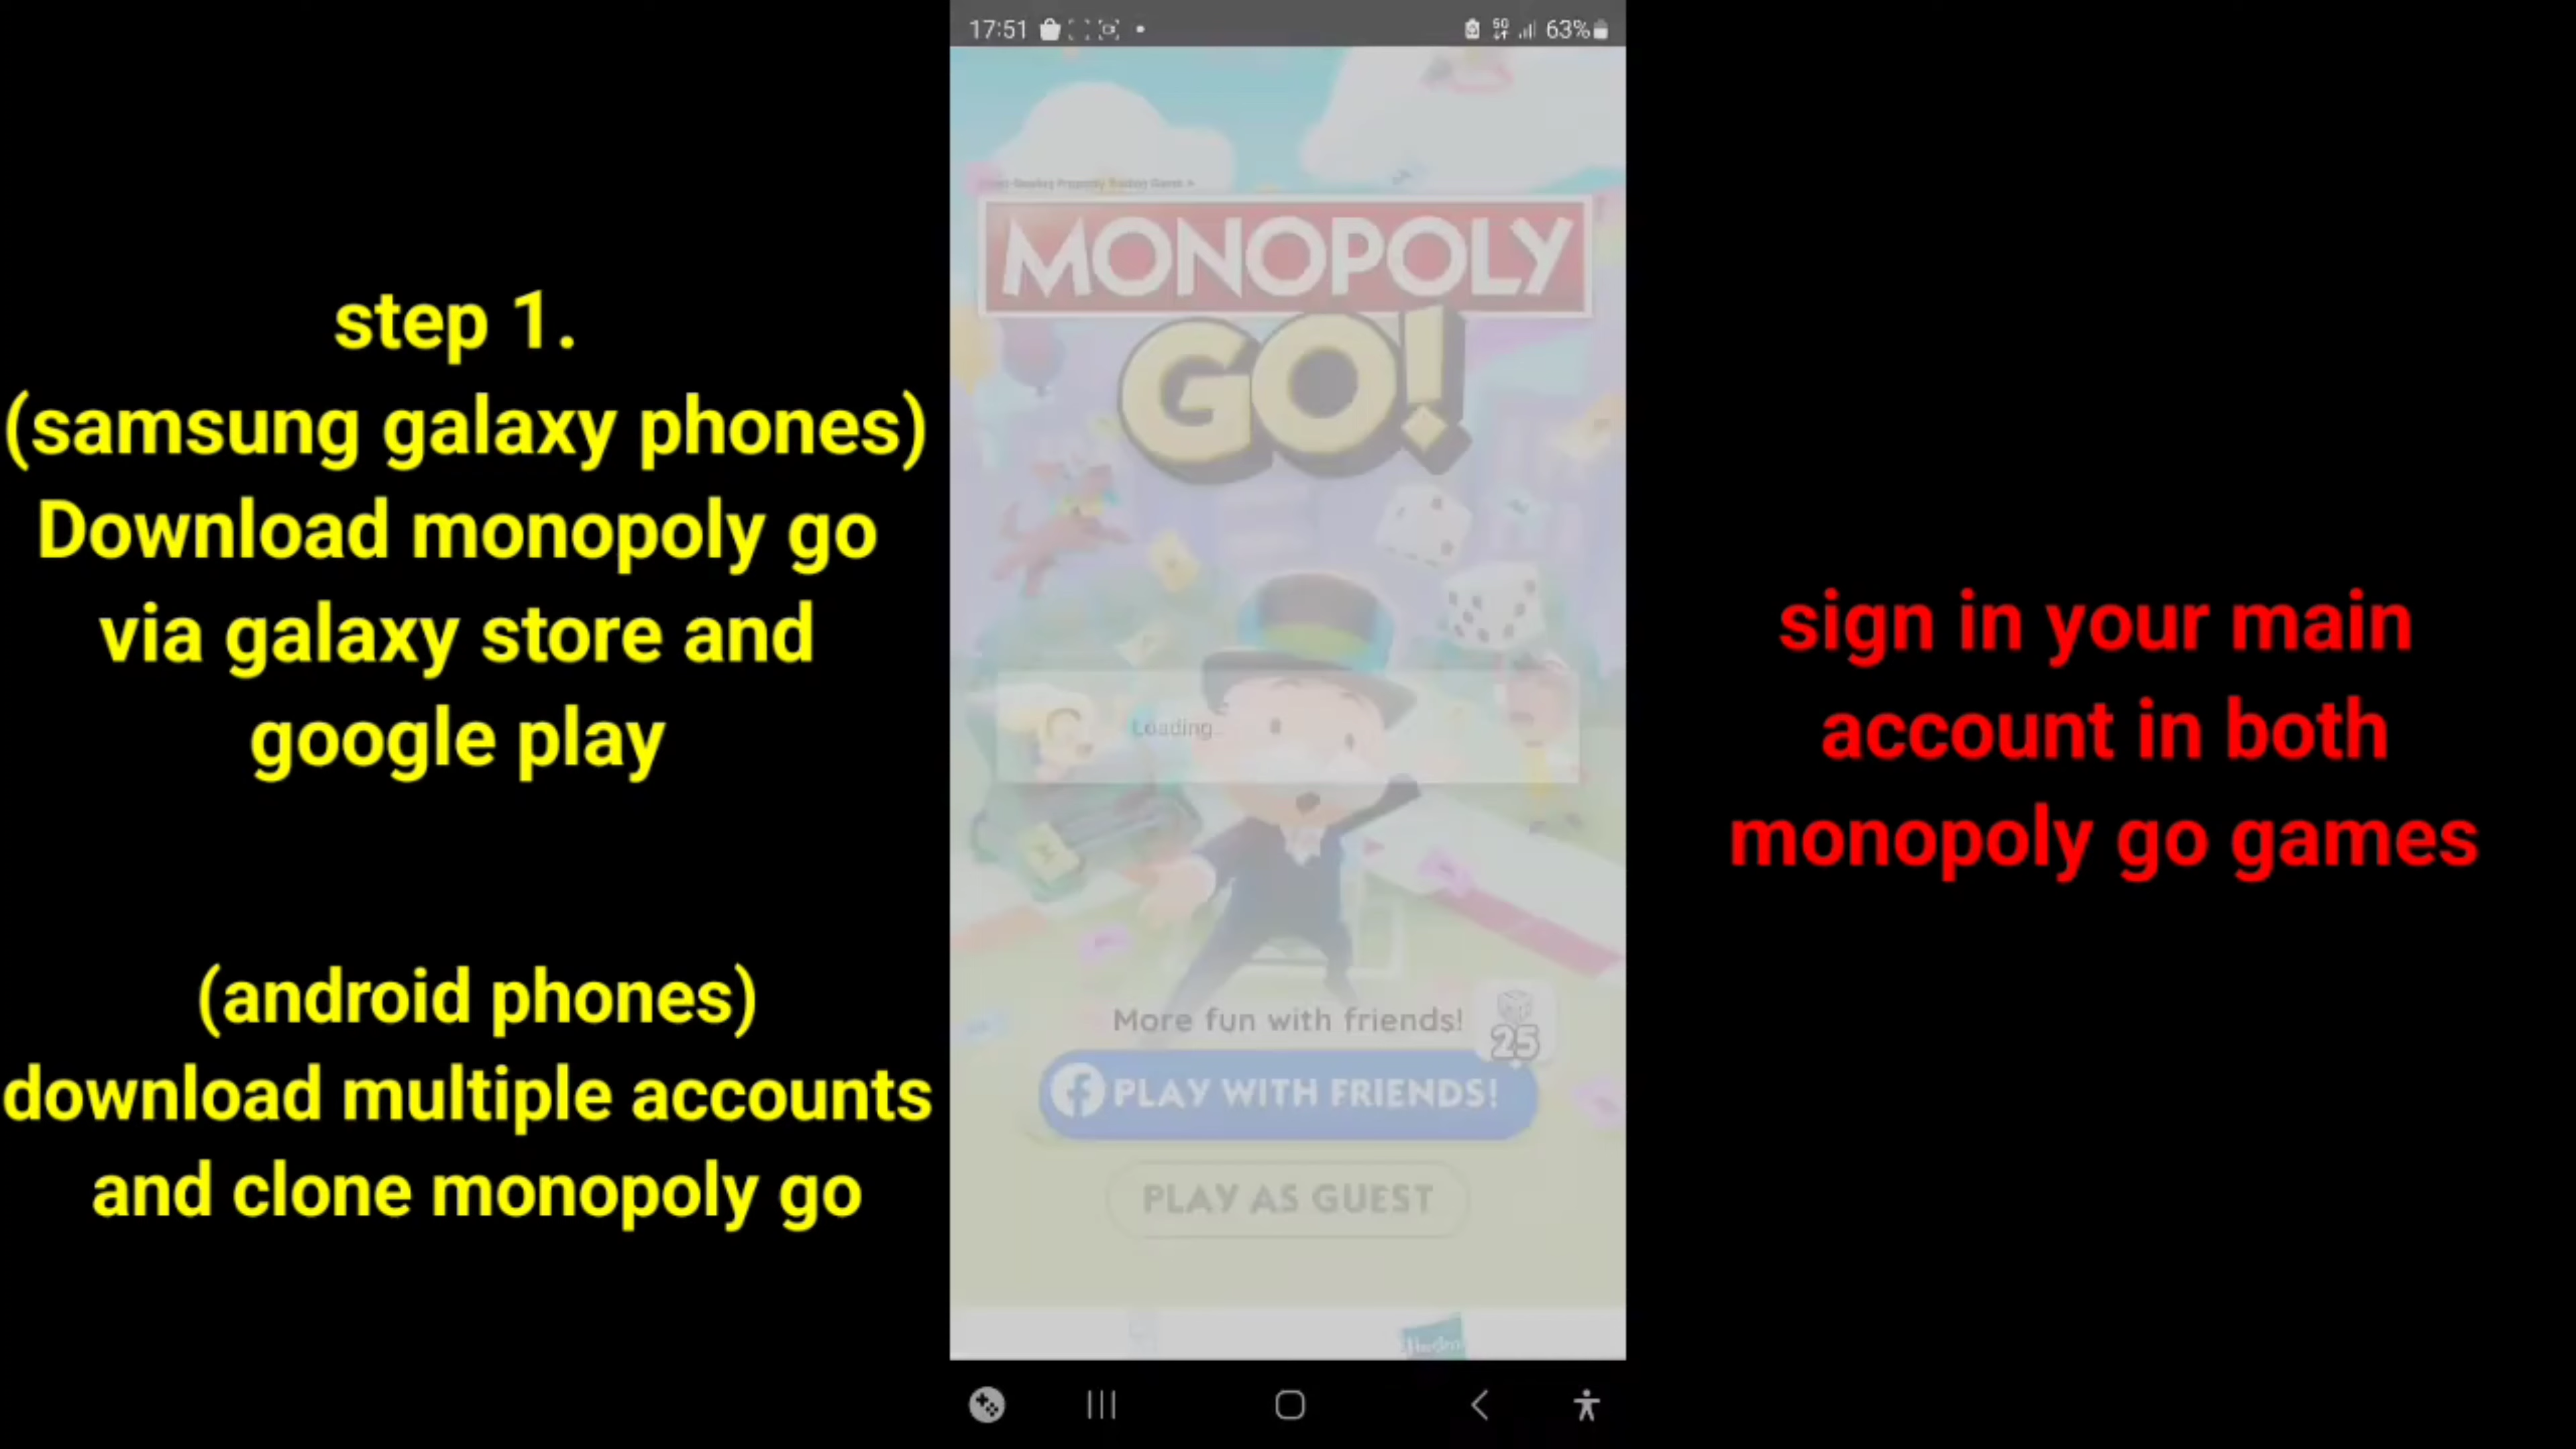 17:51
5G
63%
step 1.
(samsung galaxy phones)
Download monopoly go
via galaxy store and
google play
(android phones)
download multiple accounts
and clone monopoly go
MONOPOLY
GO!
Loading...
More fun with friends!
25
PLAY WITH FRIENDS!
PLAY AS GUEST
Hasbro
sign in your main
account in both
monopoly go games